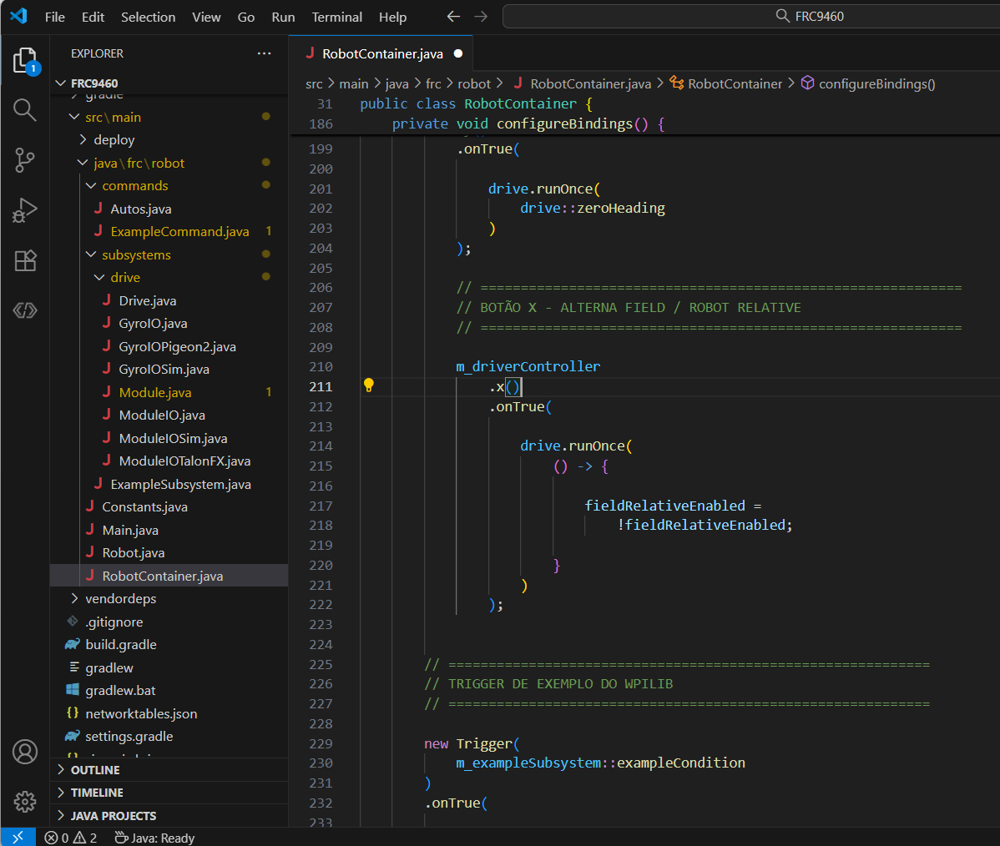 File Edit Selection View Go Run Terminal Help FRC9460
EXPLORER
1
FRC9460
gradle
src\main
deploy
java\frc\robot
commands
Autos.java
ExampleCommand.java 1
subsystems
drive
Drive.java
GyroIO.java
GyroIOPigeon2.java
GyroIOSim.java
Module.java 1
ModuleIO.java
ModuleIOSim.java
ModuleIOTalonFX.java
ExampleSubsystem.java
Constants.java
Main.java
Robot.java
RobotContainer.java
vendordeps
.gitignore
build.gradle
gradlew
gradlew.bat
networktables.json
settings.gradle
OUTLINE
TIMELINE
JAVA PROJECTS
RobotContainer.java
src > main > java > frc > robot > RobotContainer.java > RobotContainer > configureBindings()
31 public class RobotContainer {
186 private void configureBindings() {
199 .onTrue(
200
201 drive.runOnce(
202 drive::zeroHeading
203 )
204 );
205
206 // ============================================================
207 // BOTÃO X - ALTERNA FIELD / ROBOT RELATIVE
208 // ============================================================
209
210 m_driverController
211 .x()
212 .onTrue(
213
214 drive.runOnce(
215 () -> {
216
217 fieldRelativeEnabled =
218 !fieldRelativeEnabled;
219
220 }
221 )
222 );
223
224
225 // ============================================================
226 // TRIGGER DE EXEMPLO DO WPILIB
227 // ============================================================
228
229 new Trigger(
230 m_exampleSubsystem::exampleCondition
231 )
232 .onTrue(
233
0 2 Java: Ready